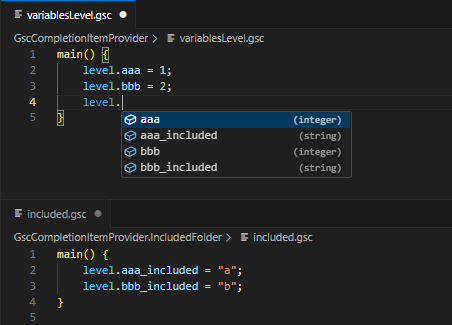 variablesLevel.gsc
GscCompletionItemProvider > variablesLevel.gsc
1 main() {
2 level.aaa = 1;
3 level.bbb = 2;
4 level.
5 }
aaa (integer)
aaa_included (string)
bbb (integer)
bbb_included (string)
included.gsc
GscCompletionItemProvider.IncludedFolder > included.gsc
1 main() {
2 level.aaa_included = "a";
3 level.bbb_included = "b";
4 }
5